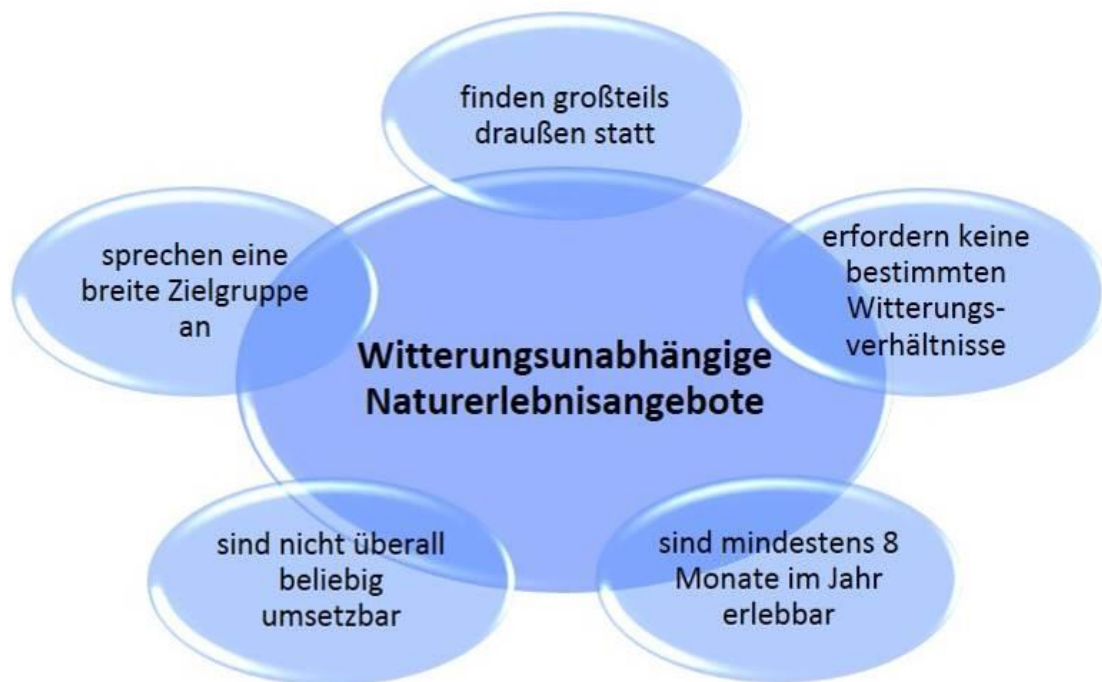 finden großteils
draußen statt
sprechen eine
breite Zielgruppe
an
erfordern keine
bestimmten
Witterungs-
verhältnisse
Witterungsunabhängige
Naturerlebnisangebote
sind nicht überall
beliebig
umsetzbar
sind mindestens 8
Monate im Jahr
erlebbar